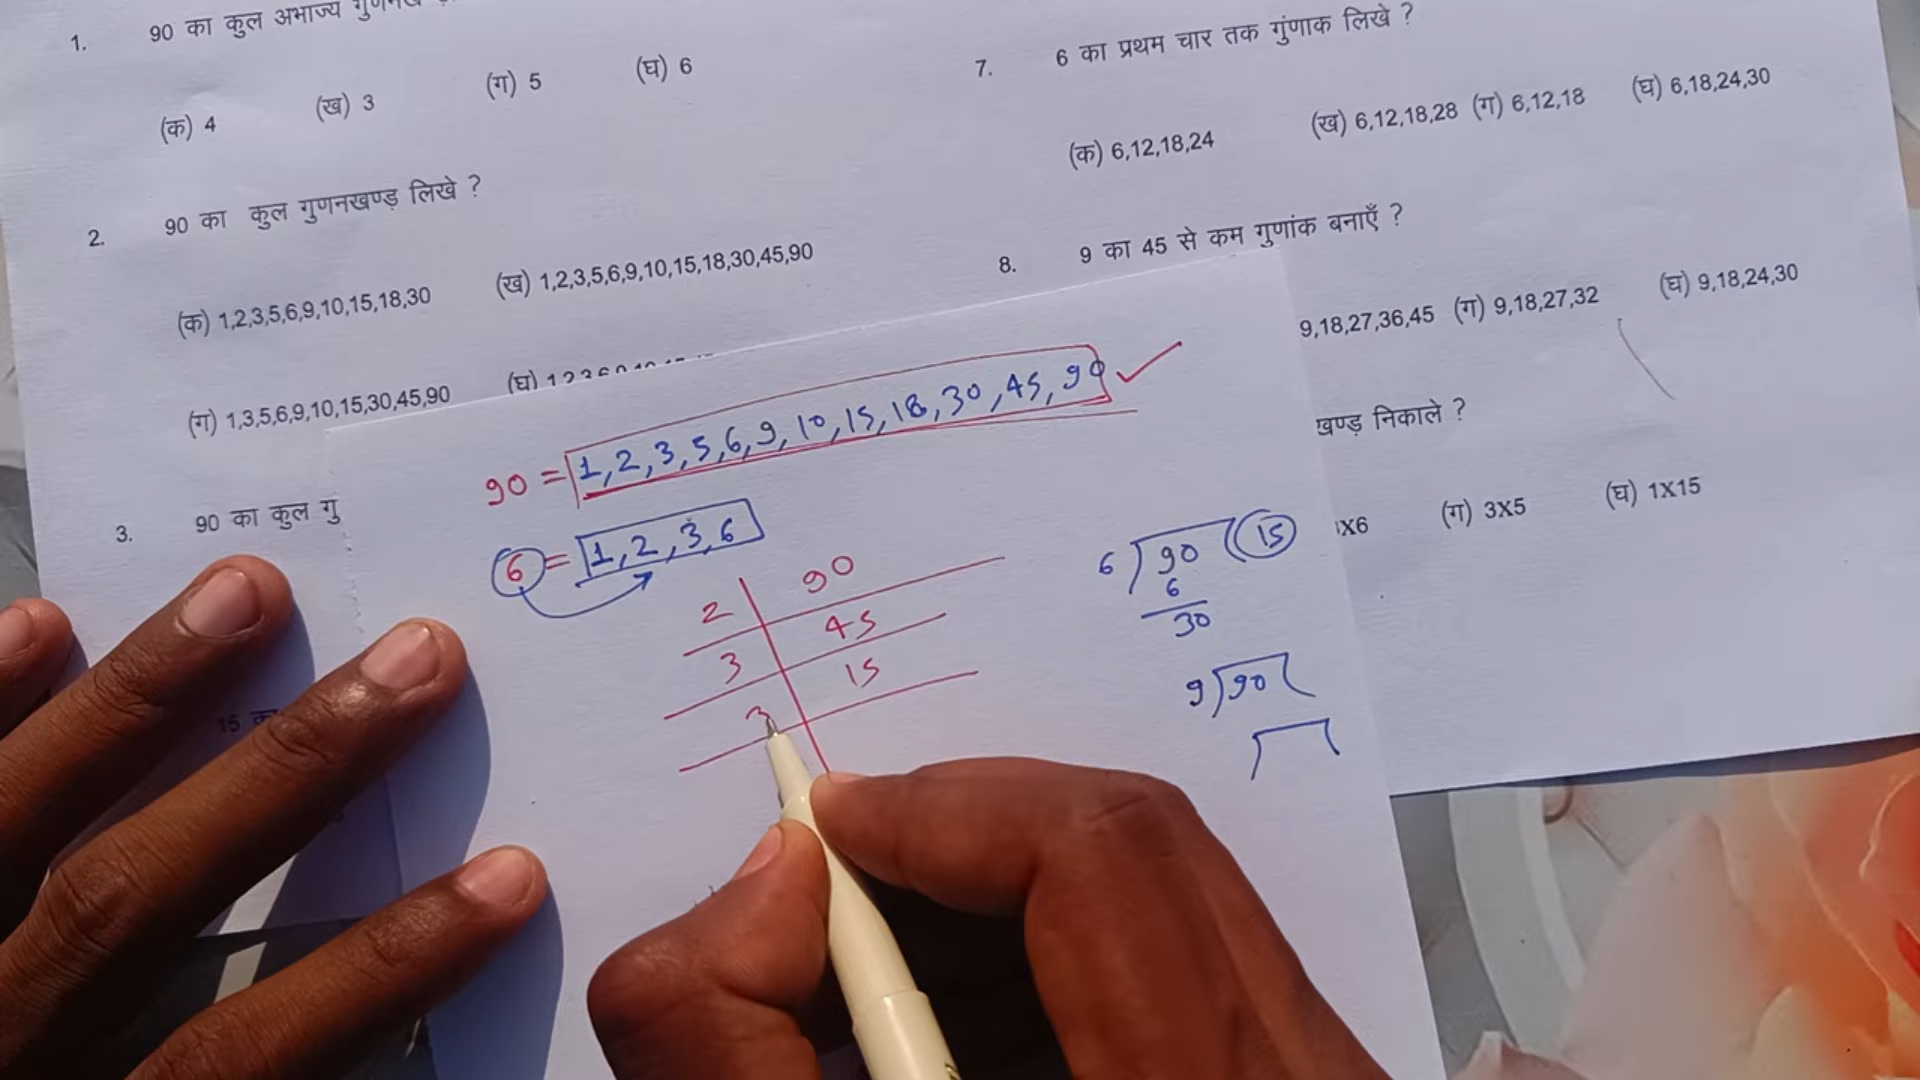 1. 90 का कुल अभाज्य
(क) 4 (ख) 3 (ग) 5 (घ) 6
2. 90 का कुल गुणनखण्ड़ लिखे ?
(क) 1,2,3,5,6,9,10,15,18,30 (ख) 1,2,3,5,6,9,10,15,18,30,45,90
(ग) 1,3,5,6,9,10,15,30,45,90 (घ)
3. 90 का कुल गु
15
7. 6 का प्रथम चार तक गुंणाक लिखे ?
(क) 6,12,18,24 (ख) 6,12,18,28 (ग) 6,12,18 (घ) 6,18,24,30
8. 9 का 45 से कम गुणांक बनाएँ ?
9,18,27,36,45 (ग) 9,18,27,32 (घ) 9,18,24,30
खण्ड़ निकाले ?
X6 (ग) 3X5 (घ) 1X15
90 = 1,2,3,5,6,9,10,15,18,30,45,90
6 = 1,2,3,6
2 90
3 45
3 15
6 90 15
6
30
9 90